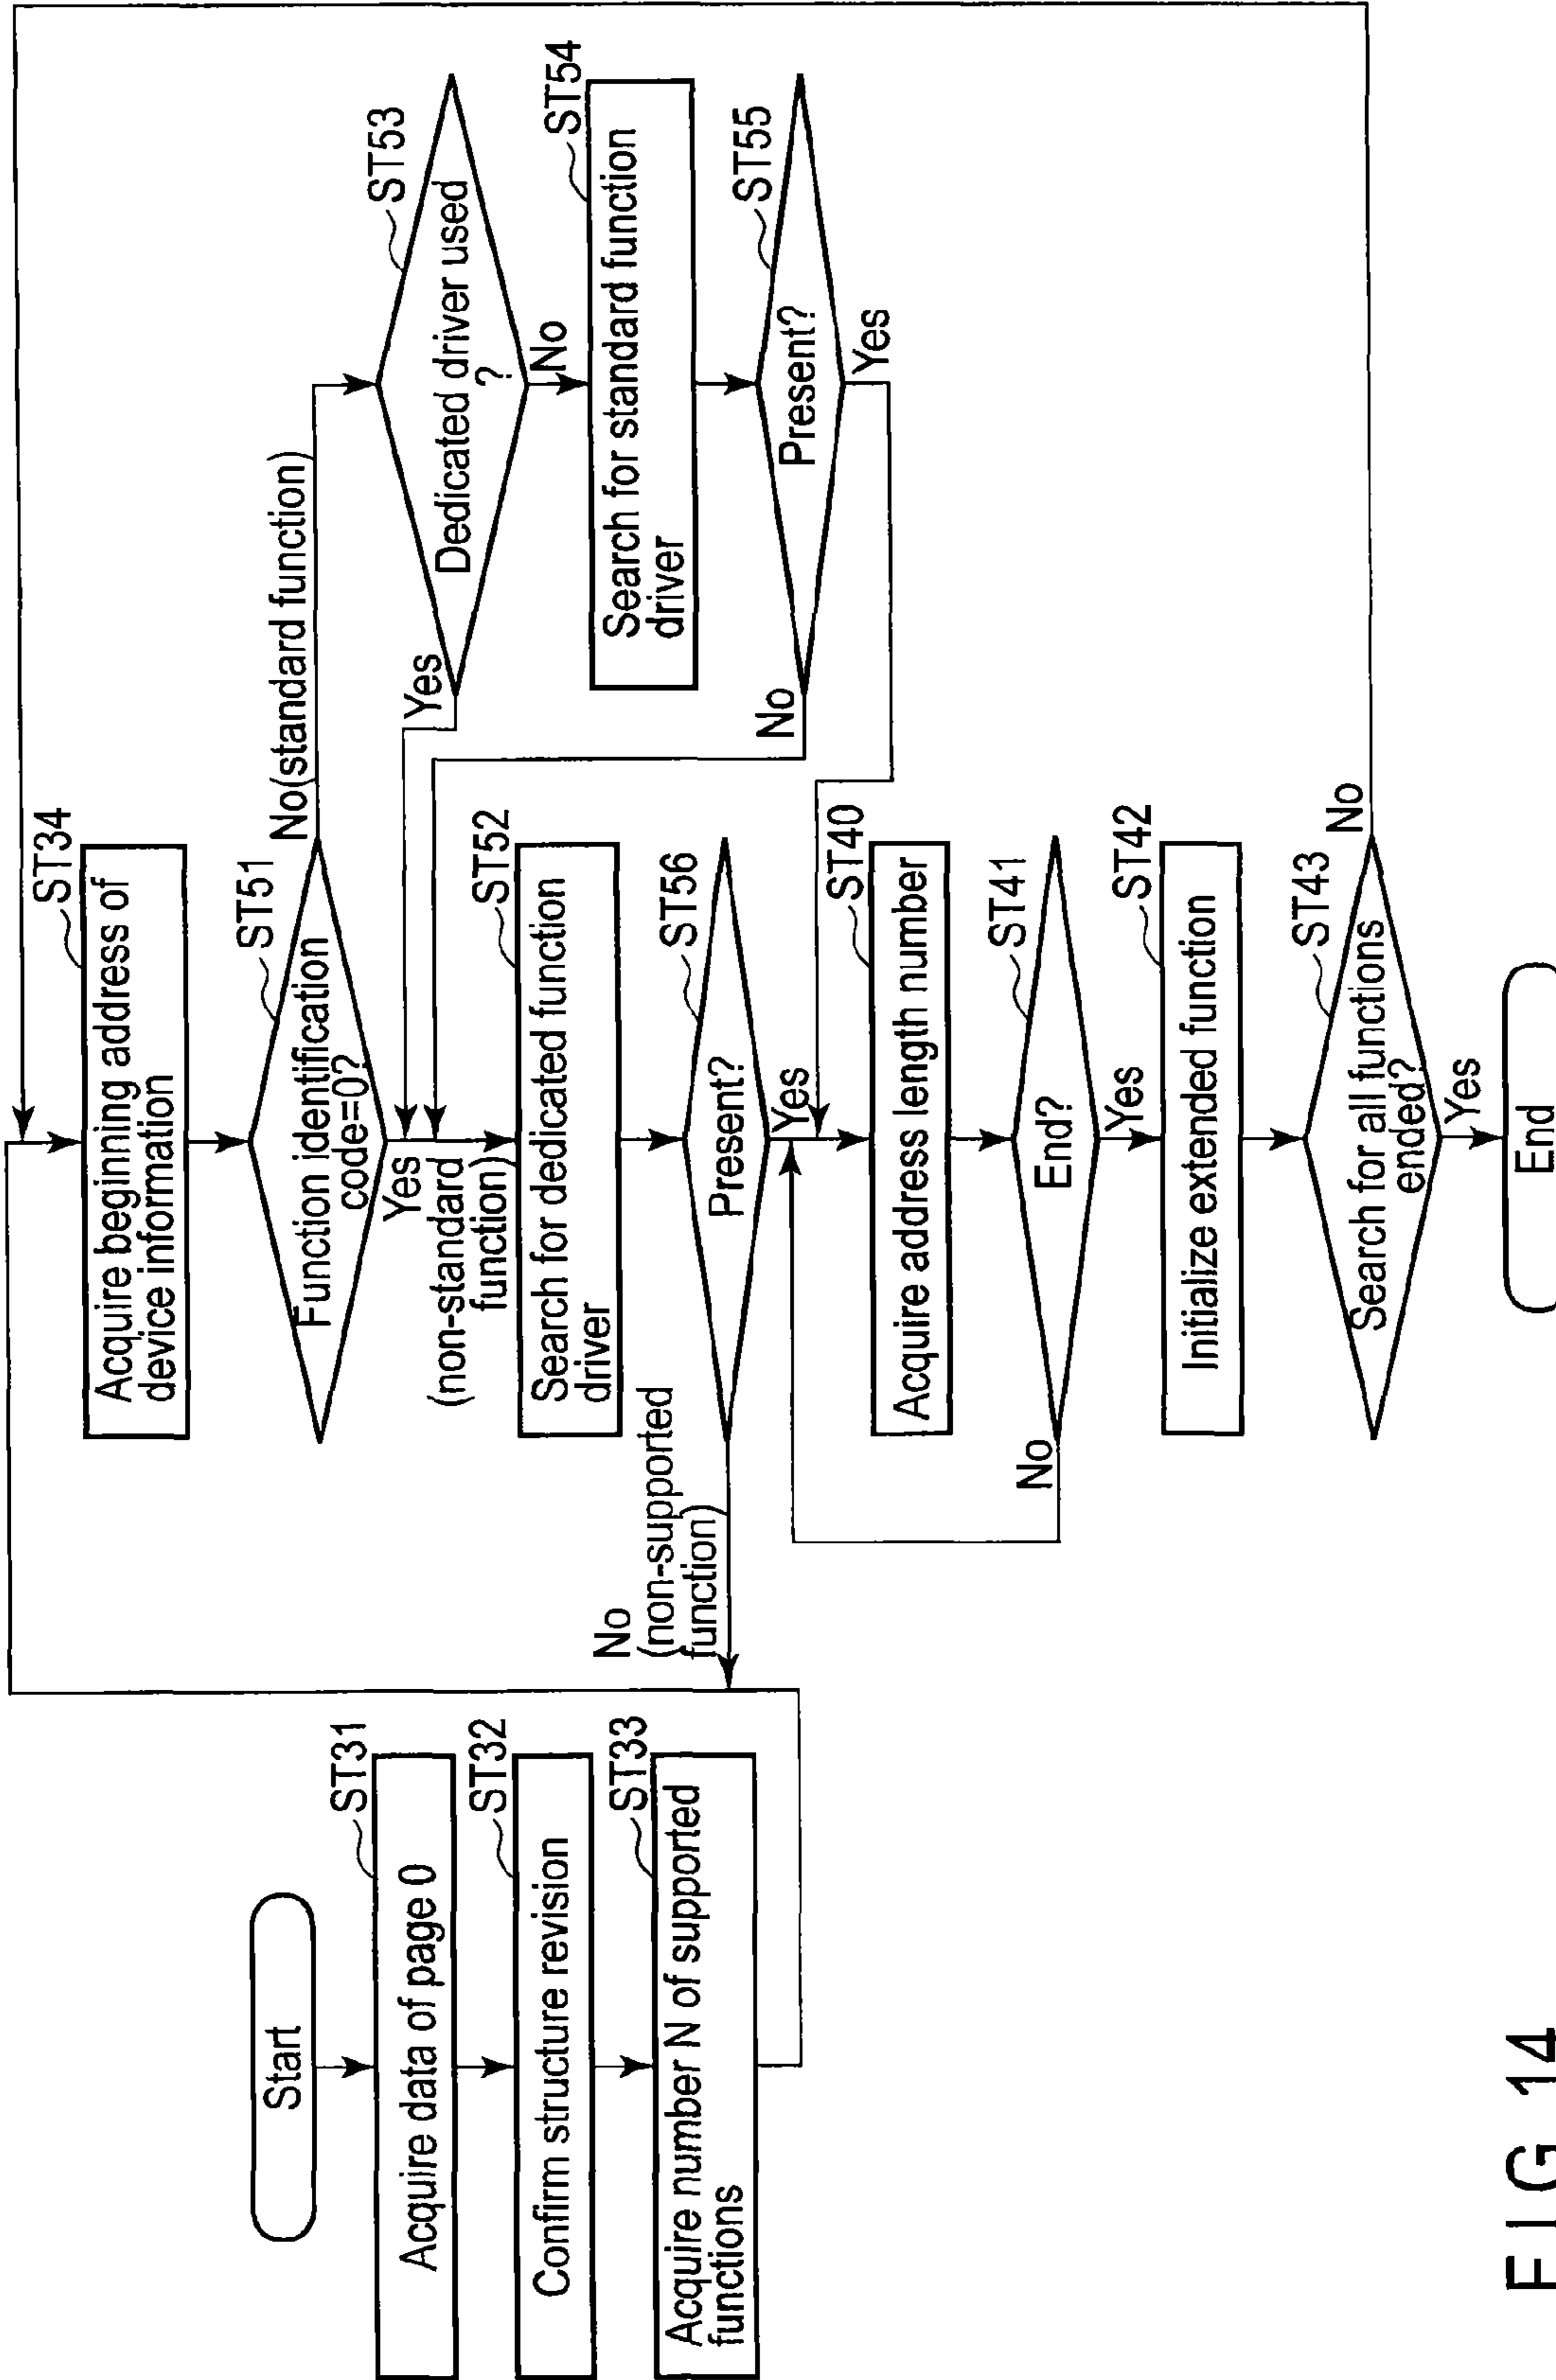 Start
ST31
Acquire data of page 0
ST32
Confirm structure revision
ST33
Acquire number N of supported
functions
ST34
Acquire beginning address of
device information
ST51
Function identification
code=0?
No(standard function)
Yes
(non-standard
function)
ST52
Search for dedicated function
driver
ST56
Present?
No
(non-supported
function)
Yes
ST40
Acquire address length number
ST41
End?
No
Yes
ST42
Initialize extended function
ST43
Search for all functions
ended?
No
Yes
End
ST53
Dedicated driver used
?
Yes
No
ST54
Search for standard function
driver
ST55
Present?
No
Yes
FIG. 14